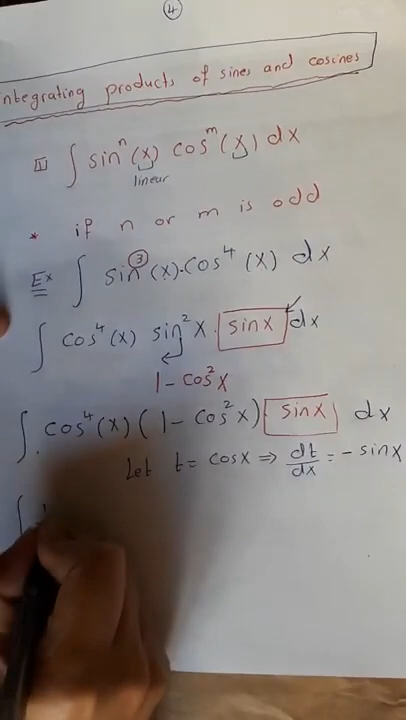 4
integrating products of sines and cosines
II ∫ sinⁿ(x) cosᵐ(x) dx
linear
* if n or m is odd
Ex ∫ sin³(x)·cos⁴(x) dx
∫ cos⁴(x) sin²x · sinx dx
1 - cos²x
∫ cos⁴(x)(1 - cos²x) sinx dx
Let t = cosx ⇒ dt/dx = - sinx
∫